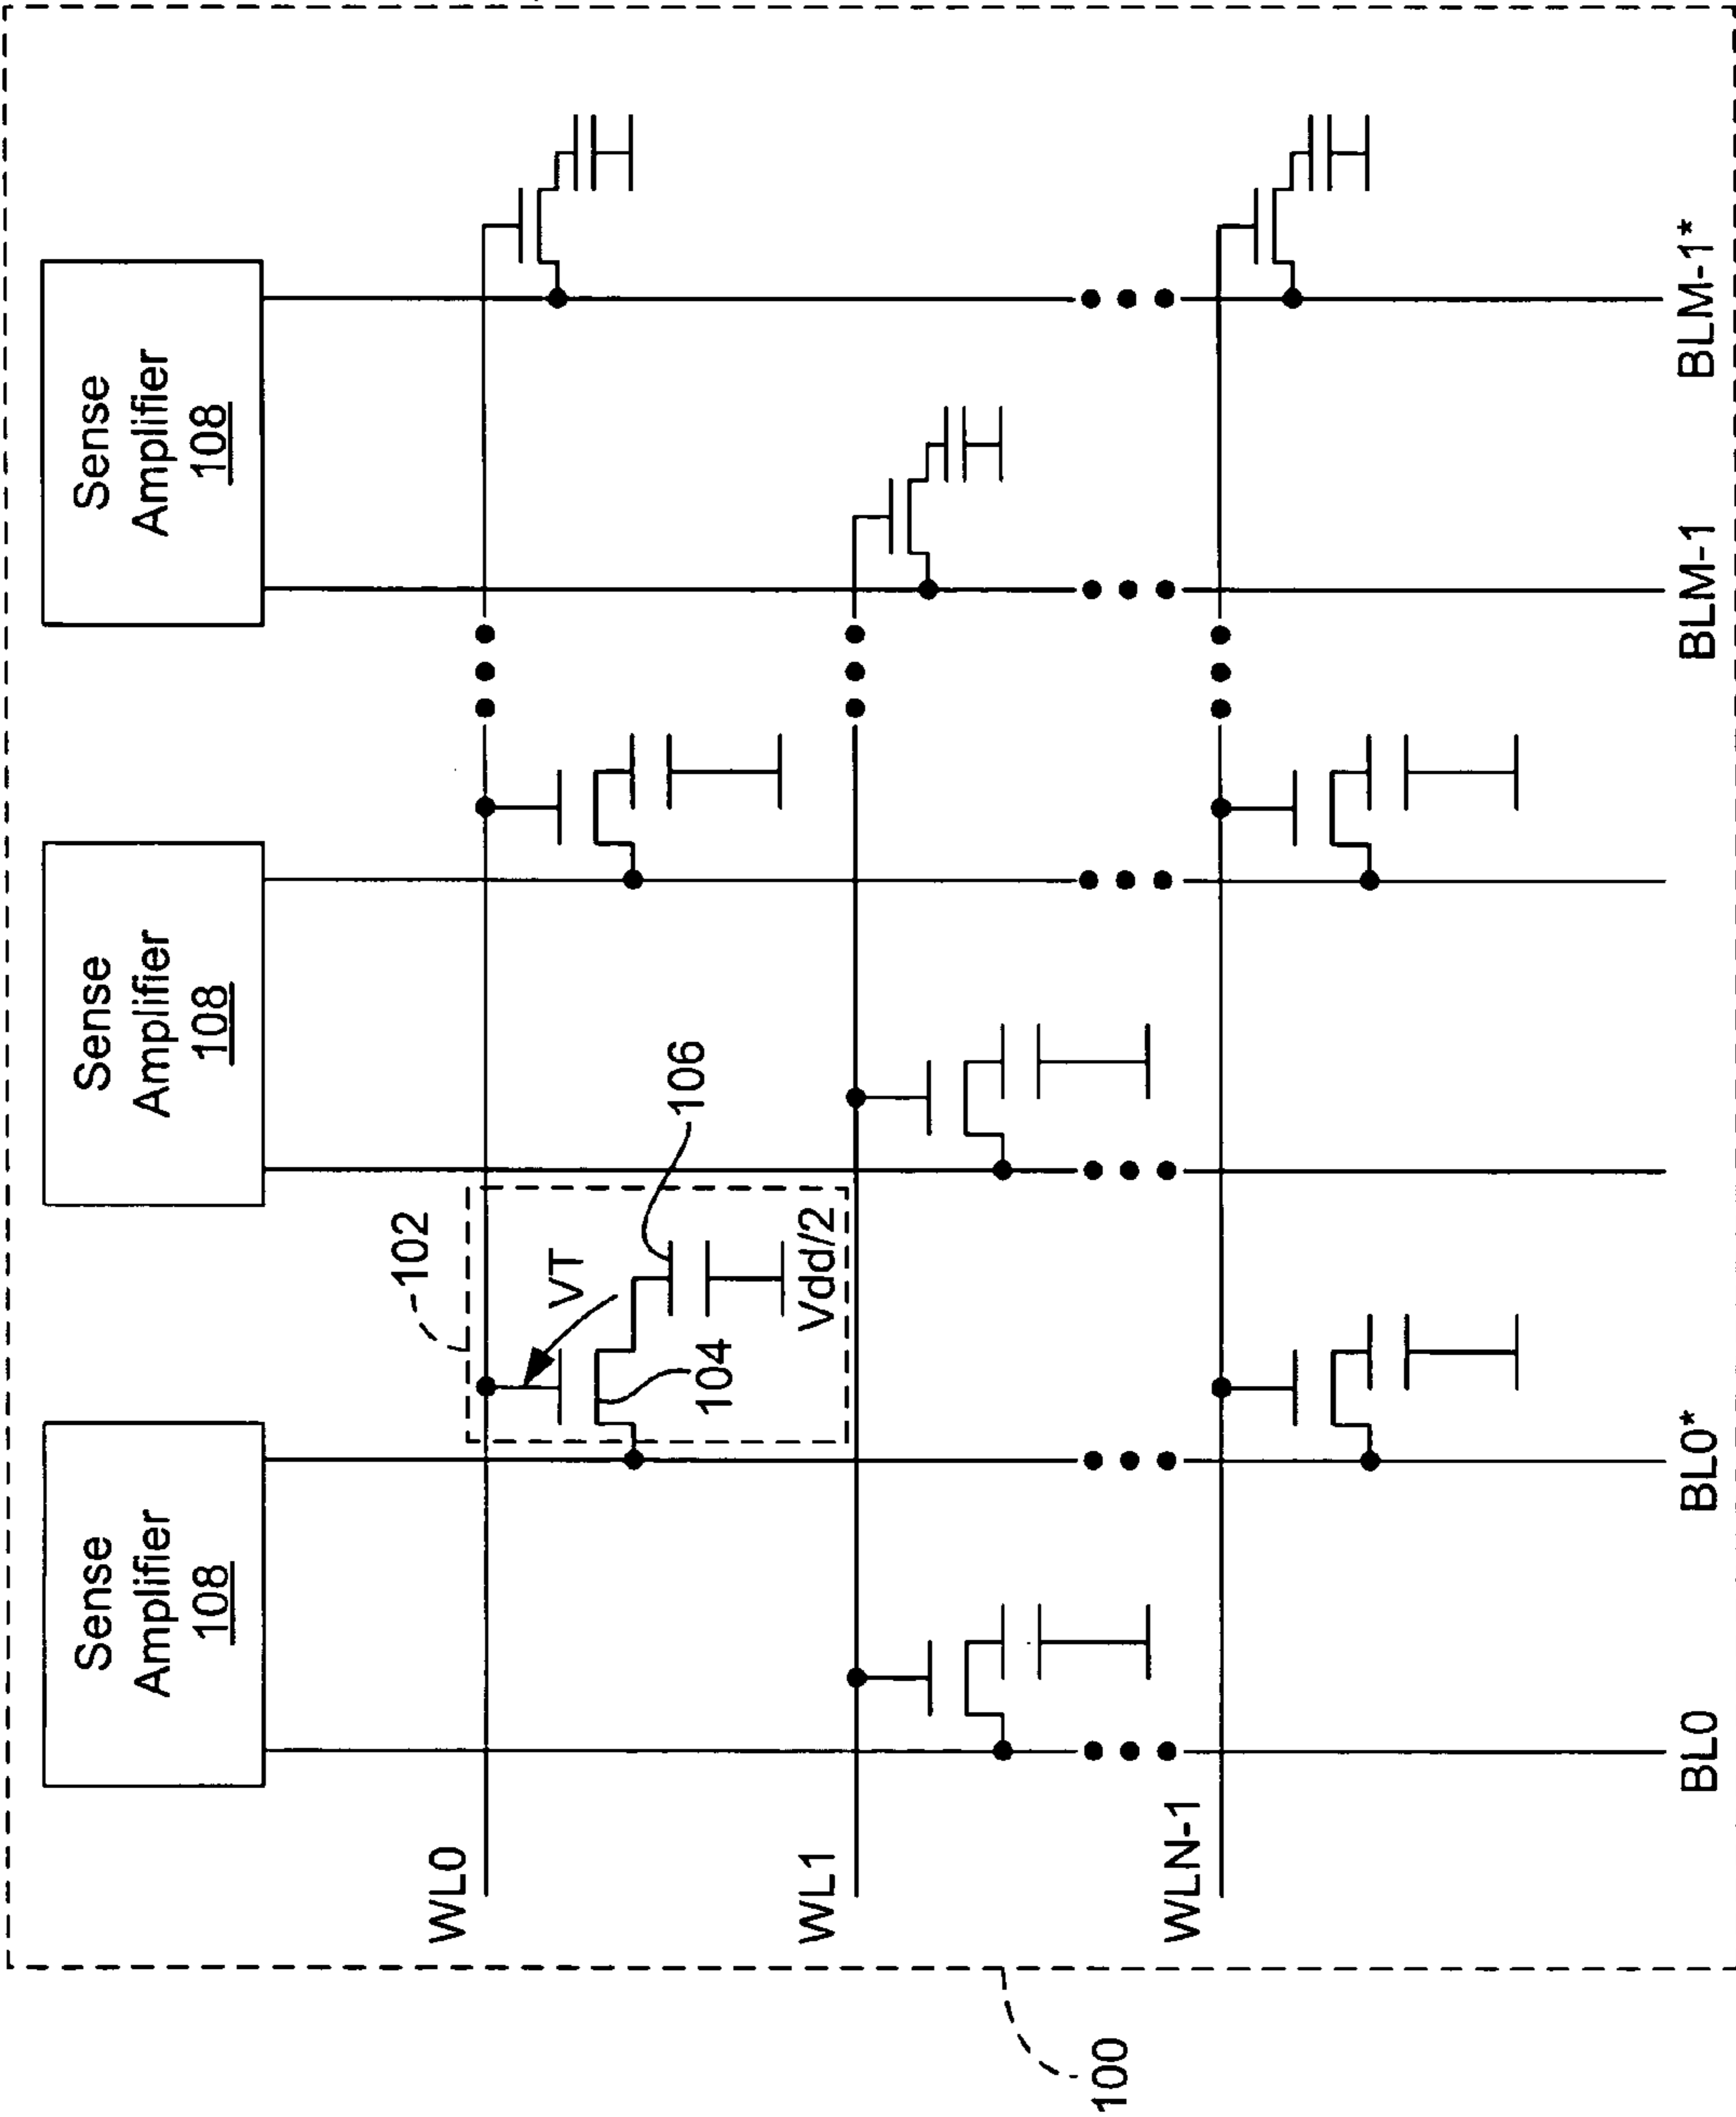 Sense
Amplifier
108
Sense
Amplifier
108
Sense
Amplifier
108
WL0
102
VT
106
104
Vdd/2
WL1
WLN-1
100
BL0
BL0*
BLM-1
BLM-1*